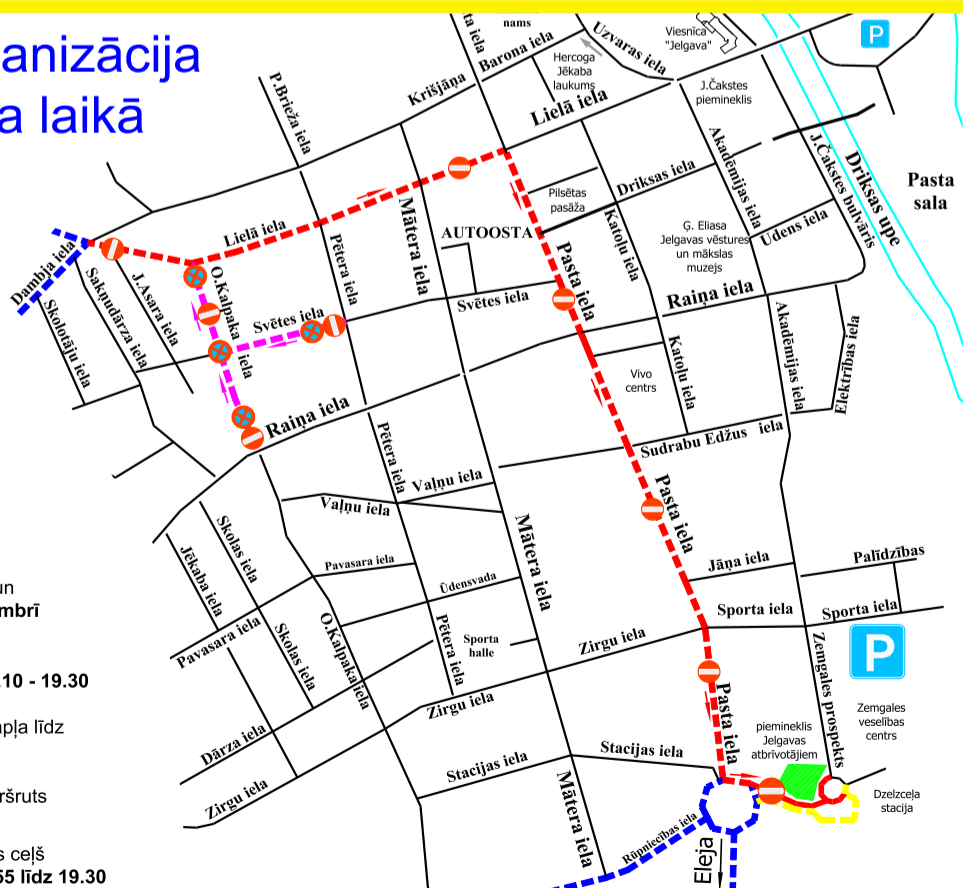 anizācija
a laikā
nams
ta iela
Uzvaras iela
Viesnīca
"Jelgava"
P
Barona iela
Krišjāņa
Hercoga
Jēkaba
laukums
Lielā iela
J.Čakstes
piemineklis
P.Brieža iela
Akadēmijas iela
J.Čakstes bulvāris
Driksas upe
Pasta
sala
Driksas iela
Pilsētas
pasāža
Mātera iela
Lielā iela
AUTOOSTA
Katoļu iela
Ģ. Eliasa
Jelgavas vēstures
un mākslas
muzejs
Ūdens iela
Dambja iela
Pētera iela
Pasta iela
O.Kalpaka iela
J.Asara iela
Sakņudārza iela
Skolotāju iela
Svētes iela
Svētes iela
Raiņa iela
Akadēmijas iela
Elektrības iela
Katoļu iela
Vivo
centrs
Raiņa iela
Sudrabu Edžus iela
Pētera iela
Vaļņu iela
Vaļņu iela
Pasta iela
Mātera iela
Skolas iela
Jēkaba iela
Pavasara iela
Ūdensvada
Jāņa iela
Palīdzības
un
mbrī
Sporta iela
Sporta iela
O.Kalpaka iela
Pētera iela
Sporta
halle
Zirgu iela
Skolas iela
Pavasara iela
P
Zemgales prospekts
.10 - 19.30
Pasta iela
Zirgu iela
Zemgales
veselības
centrs
apļa līdz
Dārza iela
piemineklis
Jelgavas
atbrīvotājiem
Stacijas iela
Stacijas iela
ršruts
Zirgu iela
Mātera iela
Dzelzceļa
stacija
Rūpniecības iela
Eleja
s ceļš
55 līdz 19.30